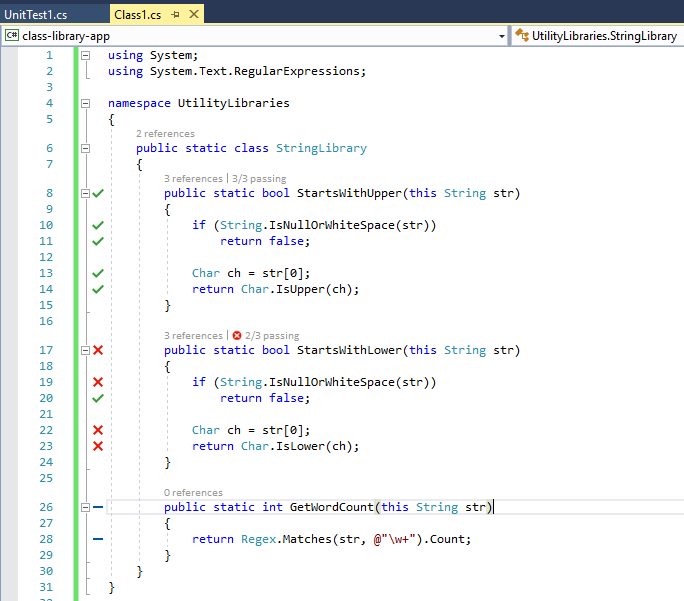 UnitTest1.cs Class1.cs
C# class-library-app UtilityLibraries.StringLibrary
1 using System;
2 using System.Text.RegularExpressions;
3
4 namespace UtilityLibraries
5 {
2 references
6 public static class StringLibrary
7 {
3 references | 3/3 passing
8 public static bool StartsWithUpper(this String str)
9 {
10 if (String.IsNullOrWhiteSpace(str))
11 return false;
12
13 Char ch = str[0];
14 return Char.IsUpper(ch);
15 }
16
3 references | 2/3 passing
17 public static bool StartsWithLower(this String str)
18 {
19 if (String.IsNullOrWhiteSpace(str))
20 return false;
21
22 Char ch = str[0];
23 return Char.IsLower(ch);
24 }
25
0 references
26 public static int GetWordCount(this String str)
27 {
28 return Regex.Matches(str, @"\w+").Count;
29 }
30 }
31 }